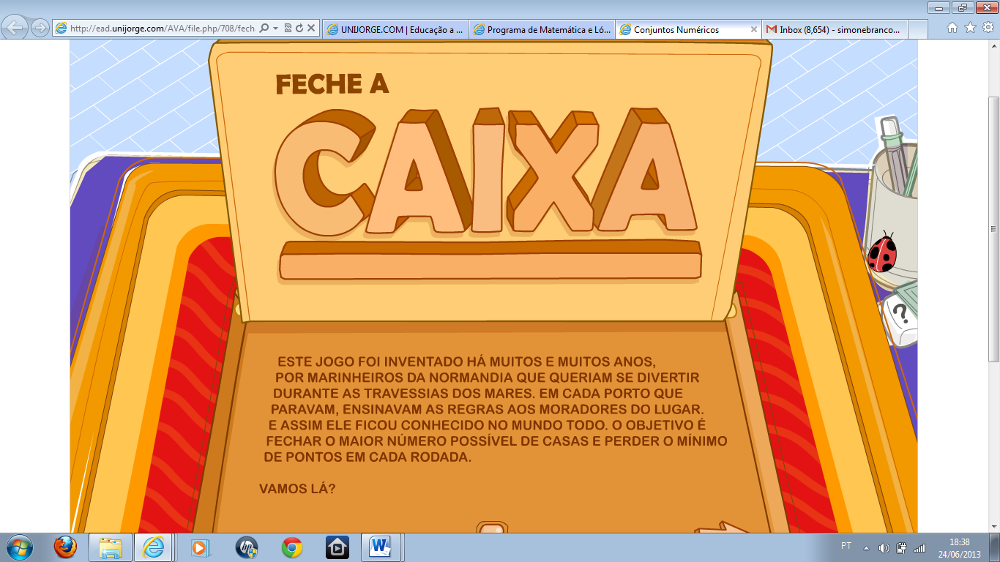 http://ead.unijorge.com/AVA/file.php/708/fech
UNIJORGE.COM | Educação a ...
Programa de Matemática e Ló...
Conjuntos Numéricos
Inbox (8,654) - simonebranco...
FECHE A
CAIXA
?
ESTE JOGO FOI INVENTADO HÁ MUITOS E MUITOS ANOS,
POR MARINHEIROS DA NORMANDIA QUE QUERIAM SE DIVERTIR
DURANTE AS TRAVESSIAS DOS MARES. EM CADA PORTO QUE
PARAVAM, ENSINAVAM AS REGRAS AOS MORADORES DO LUGAR.
E ASSIM ELE FICOU CONHECIDO NO MUNDO TODO. O OBJETIVO É
FECHAR O MAIOR NÚMERO POSSÍVEL DE CASAS E PERDER O MÍNIMO
DE PONTOS EM CADA RODADA.
VAMOS LÁ?
hp
W
PT
18:38
24/06/2013